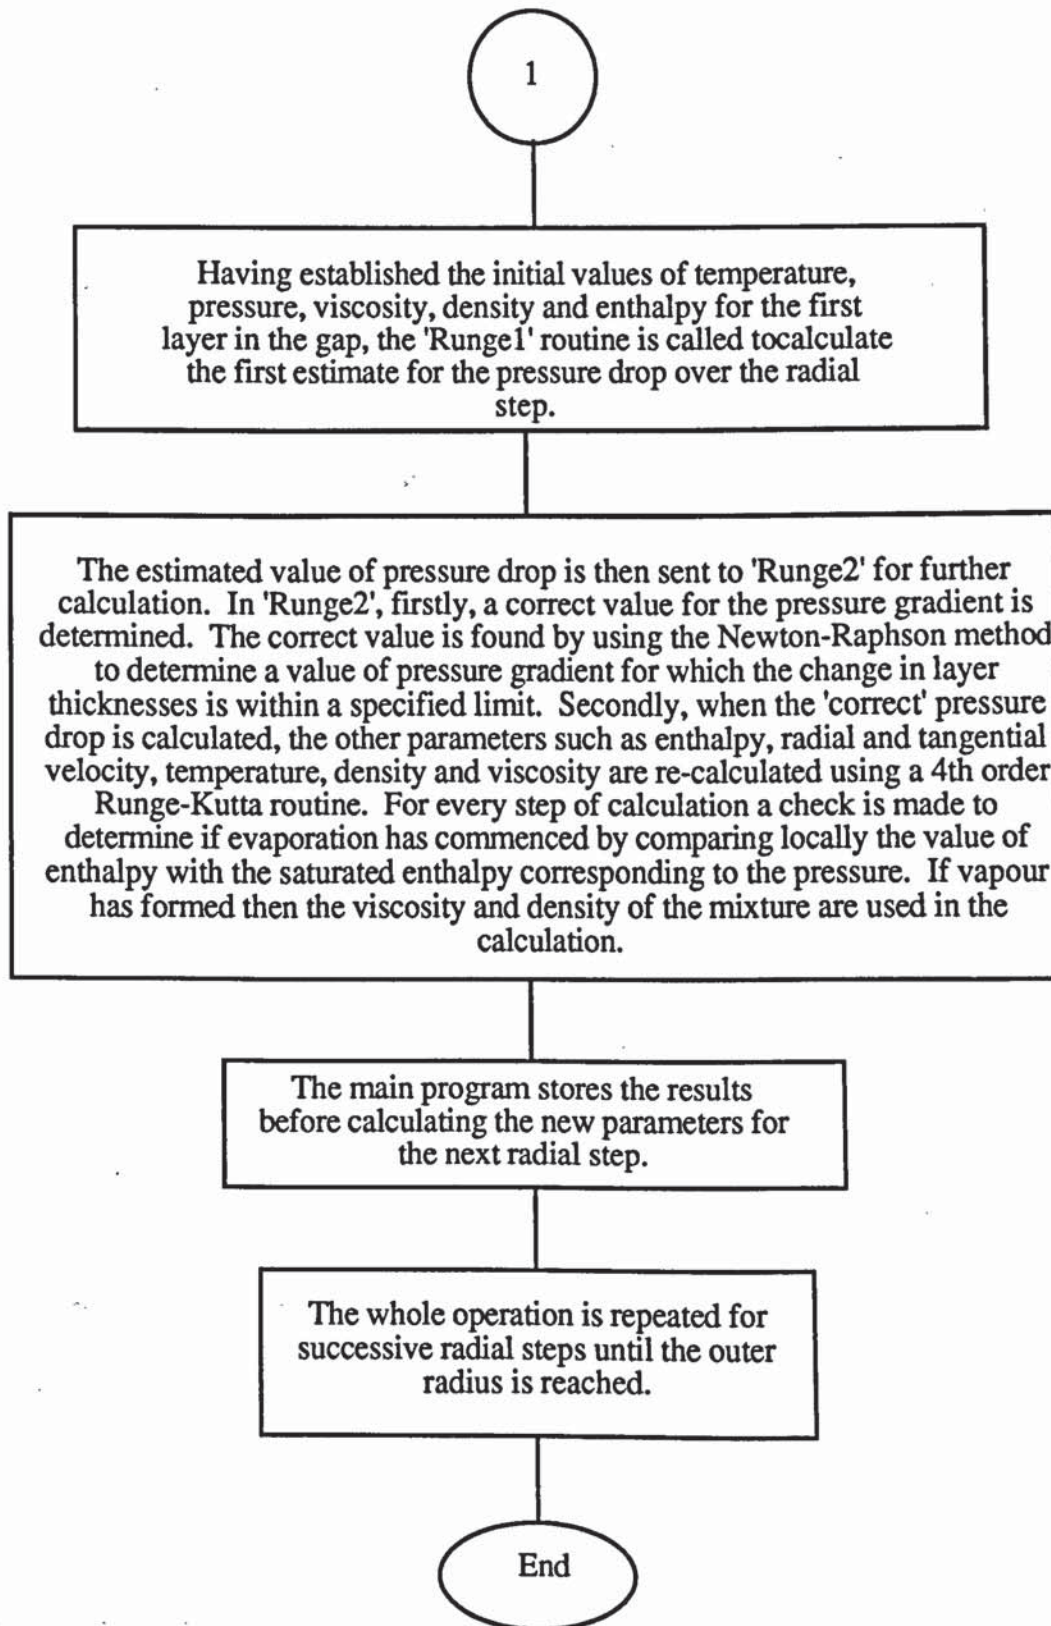 1
Having established the initial values of temperature,
pressure, viscosity, density and enthalpy for the first
layer in the gap, the 'Runge1' routine is called tocalculate
the first estimate for the pressure drop over the radial
step.
The estimated value of pressure drop is then sent to 'Runge2' for further
calculation. In 'Runge2', firstly, a correct value for the pressure gradient is
determined. The correct value is found by using the Newton-Raphson method
to determine a value of pressure gradient for which the change in layer
thicknesses is within a specified limit. Secondly, when the 'correct' pressure
drop is calculated, the other parameters such as enthalpy, radial and tangential
velocity, temperature, density and viscosity are re-calculated using a 4th order
Runge-Kutta routine. For every step of calculation a check is made to
determine if evaporation has commenced by comparing locally the value of
enthalpy with the saturated enthalpy corresponding to the pressure. If vapour
has formed then the viscosity and density of the mixture are used in the
calculation.
The main program stores the results
before calculating the new parameters for
the next radial step.
The whole operation is repeated for
successive radial steps until the outer
radius is reached.
End